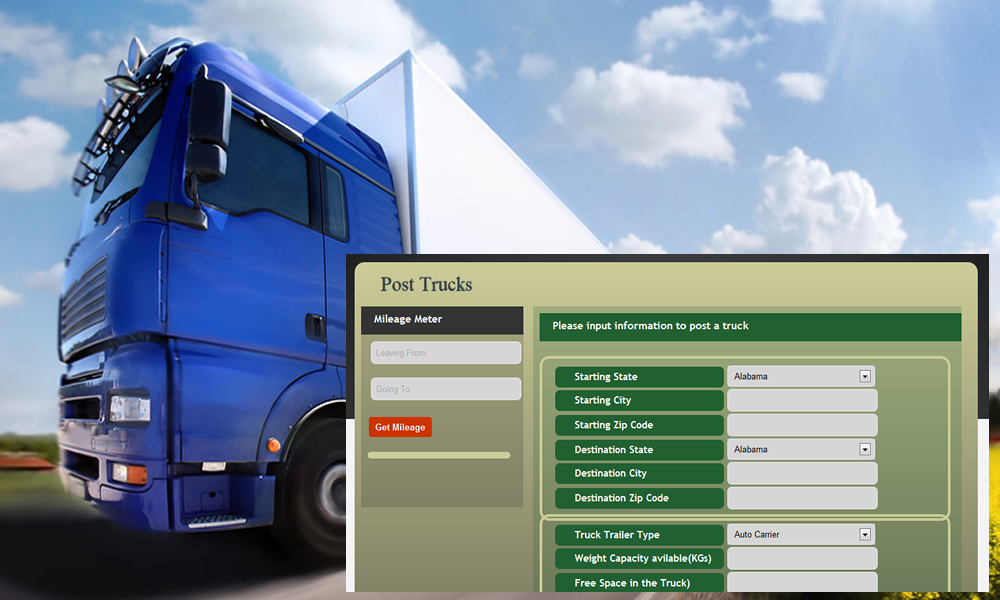 Post Trucks
Mileage Meter
Leaving From
Going To
Get Mileage
Please input information to post a truck
Starting State
Alabama
Starting City
Starting Zip Code
Destination State
Alabama
Destination City
Destination Zip Code
Truck Trailer Type
Auto Carrier
Weight Capacity avilable(KGs)
Free Space in the Truck)